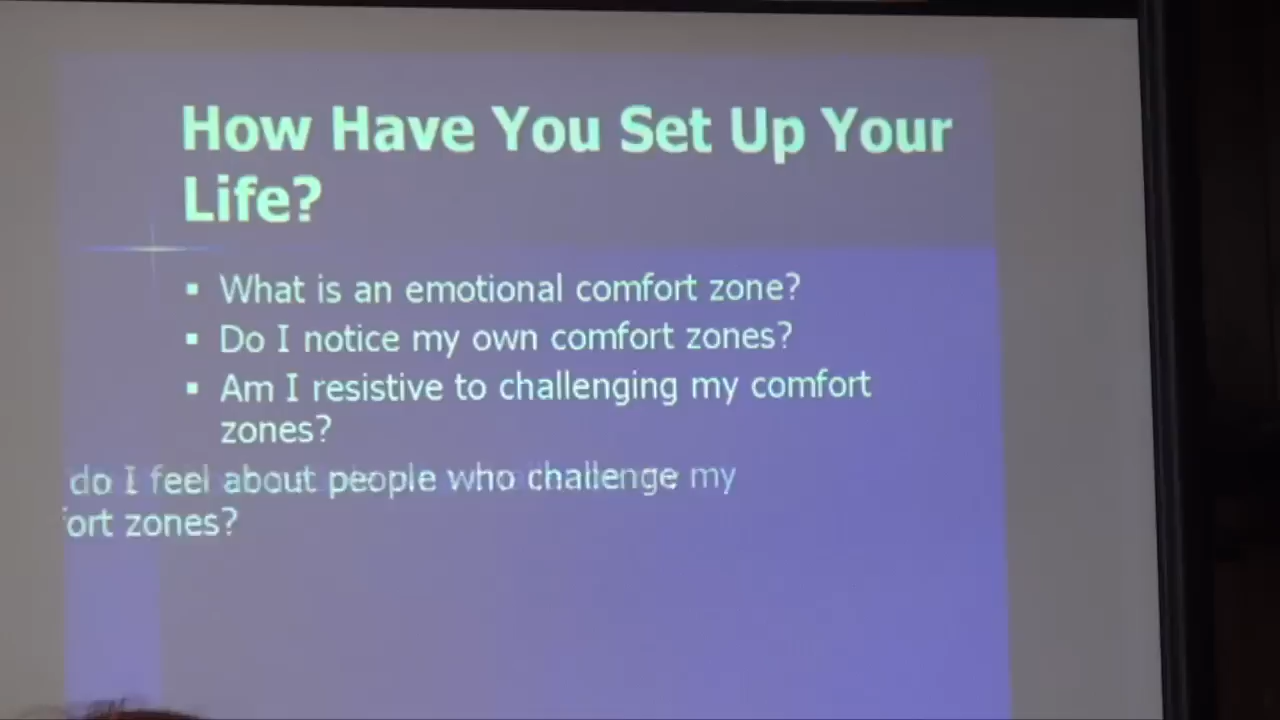 How Have You Set Up Your
Life?
▪ What is an emotional comfort zone?
▪ Do I notice my own comfort zones?
▪ Am I resistive to challenging my comfort
zones?
do I feel about people who challenge my
fort zones?